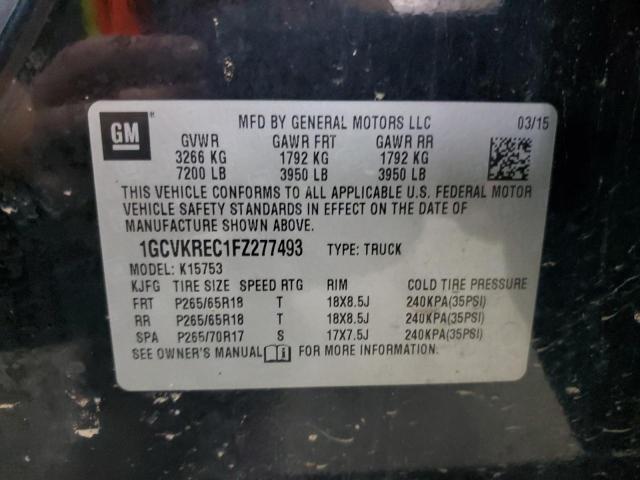 GM
®
MFD BY GENERAL MOTORS LLC 03/15
GVWR GAWR FRT GAWR RR
3266 KG 1792 KG 1792 KG
7200 LB 3950 LB 3950 LB
THIS VEHICLE CONFORMS TO ALL APPLICABLE U.S. FEDERAL MOTOR
VEHICLE SAFETY STANDARDS IN EFFECT ON THE DATE OF
MANUFACTURE SHOWN ABOVE.
1GCVKREC1FZ277493 TYPE: TRUCK
MODEL: K15753
KJFG TIRE SIZE SPEED RTG RIM COLD TIRE PRESSURE
FRT P265/65R18 T 18X8.5J 240KPA(35PSI)
RR P265/65R18 T 18X8.5J 240KPA(35PSI)
SPA P265/70R17 S 17X7.5J 240KPA(35PSI)
SEE OWNER'S MANUAL FOR MORE INFORMATION.